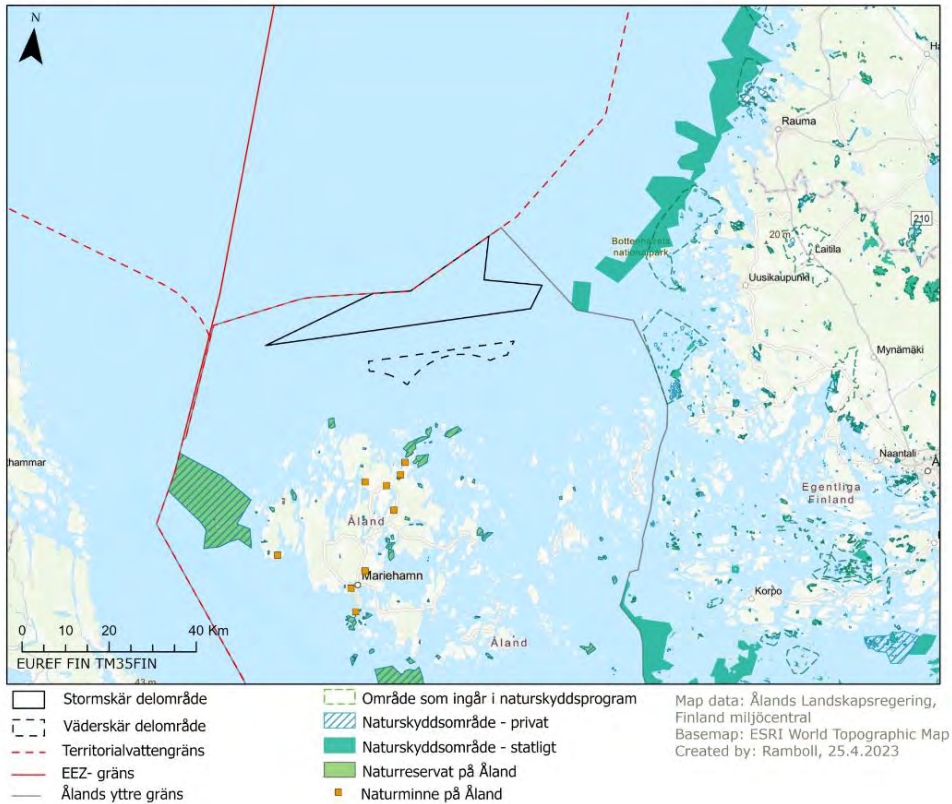 N
Ha
Rauma
210
Bottenhavets
nationalpark
20 m
Laitila
Uusikaupunki
Mynämäki
thammar
Naantali
Å
Egentliga
Finland
Åland
Mariehamn
Korpo
Åland
0 10 20 40 Km
EUREF FIN TM35FIN
43 m
Stormskär delområde
Väderskär delområde
Territorialvattengräns
EEZ- gräns
Ålands yttre gräns
Område som ingår i naturskyddsprogram
Naturskyddsområde - privat
Naturskyddsområde - statligt
Naturreservat på Åland
Naturminne på Åland
Map data: Ålands Landskapsregering,
Finland miljöcentral
Basemap: ESRI World Topographic Map
Created by: Ramboll, 25.4.2023